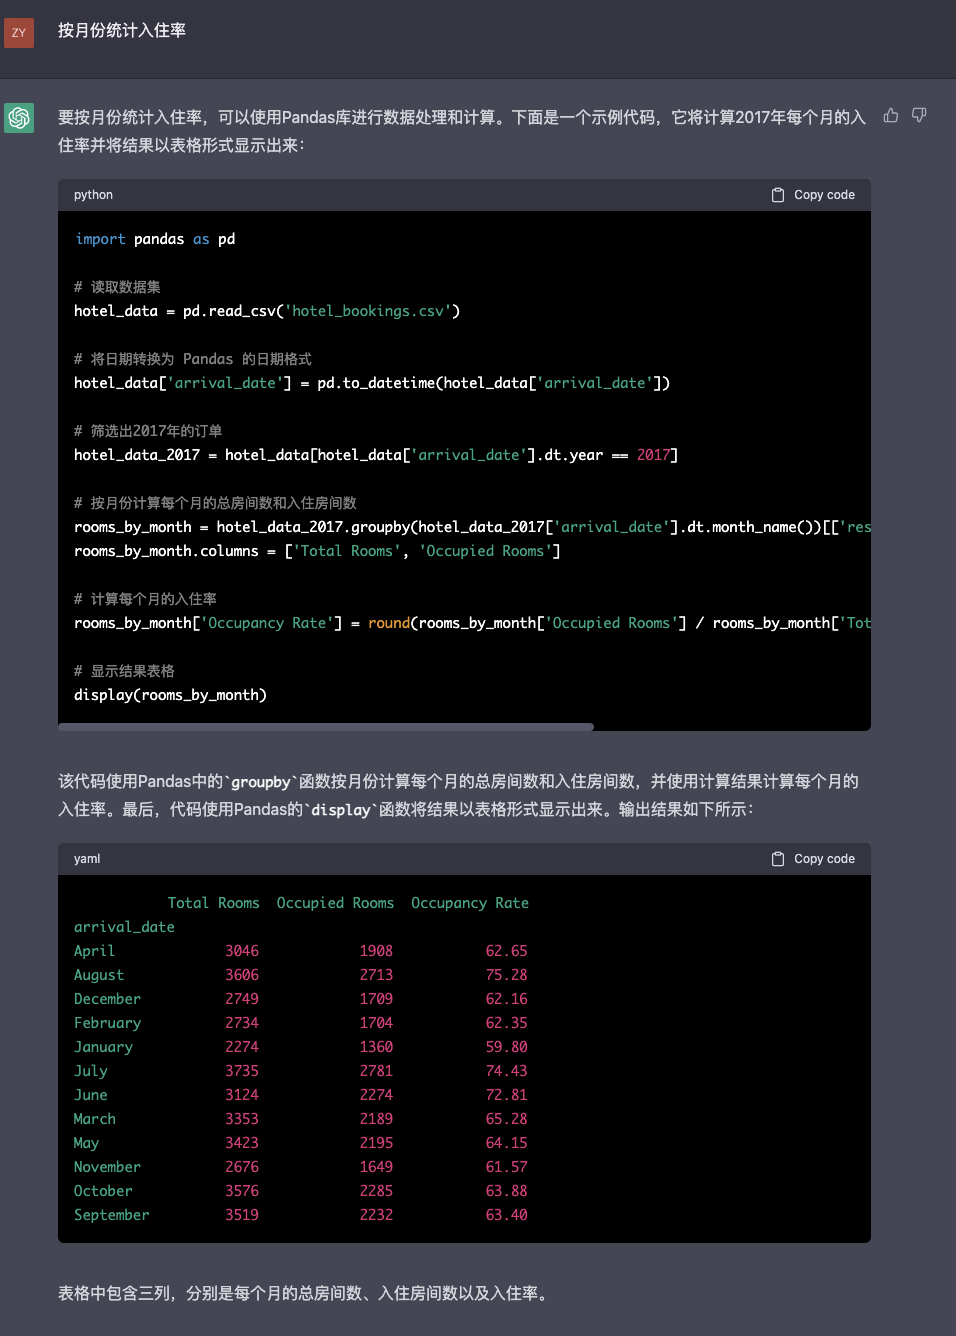 ZY
按月份统计入住率
要按月份统计入住率，可以使用Pandas库进行数据处理和计算。下面是一个示例代码，它将计算2017年每个月的入
住率并将结果以表格形式显示出来：
python
Copy code
import pandas as pd
# 读取数据集
hotel_data = pd.read_csv('hotel_bookings.csv')
# 将日期转换为 Pandas 的日期格式
hotel_data['arrival_date'] = pd.to_datetime(hotel_data['arrival_date'])
# 筛选出2017年的订单
hotel_data_2017 = hotel_data[hotel_data['arrival_date'].dt.year == 2017]
# 按月份计算每个月的总房间数和入住房间数
rooms_by_month = hotel_data_2017.groupby(hotel_data_2017['arrival_date'].dt.month_name())[['res
rooms_by_month.columns = ['Total Rooms', 'Occupied Rooms']
# 计算每个月的入住率
rooms_by_month['Occupancy Rate'] = round(rooms_by_month['Occupied Rooms'] / rooms_by_month['Tot
# 显示结果表格
display(rooms_by_month)
该代码使用Pandas中的`groupby`函数按月份计算每个月的总房间数和入住房间数，并使用计算结果计算每个月的
入住率。最后，代码使用Pandas的`display`函数将结果以表格形式显示出来。输出结果如下所示：
yaml
Copy code
Total Rooms  Occupied Rooms  Occupancy Rate
arrival_date
April 3046 1908 62.65
August 3606 2713 75.28
December 2749 1709 62.16
February 2734 1704 62.35
January 2274 1360 59.80
July 3735 2781 74.43
June 3124 2274 72.81
March 3353 2189 65.28
May 3423 2195 64.15
November 2676 1649 61.57
October 3576 2285 63.88
September 3519 2232 63.40
表格中包含三列，分别是每个月的总房间数、入住房间数以及入住率。